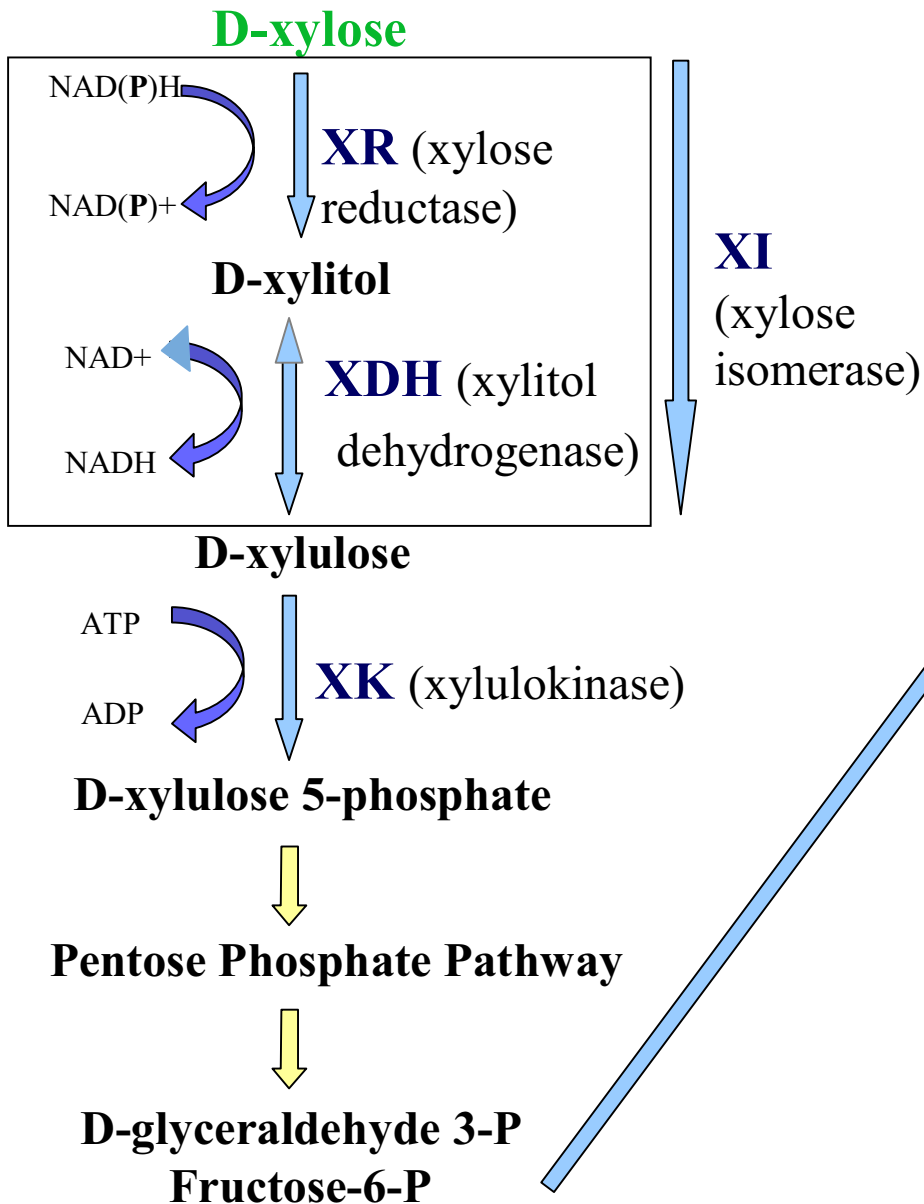 D-xylose
NAD(P)H
XR (xylose
reductase)
NAD(P)+
D-xylitol
XI
(xylose
isomerase)
NAD+
XDH (xylitol
dehydrogenase)
NADH
D-xylulose
ATP
XK (xylulokinase)
ADP
D-xylulose 5-phosphate
Pentose Phosphate Pathway
D-glyceraldehyde 3-P
Fructose-6-P